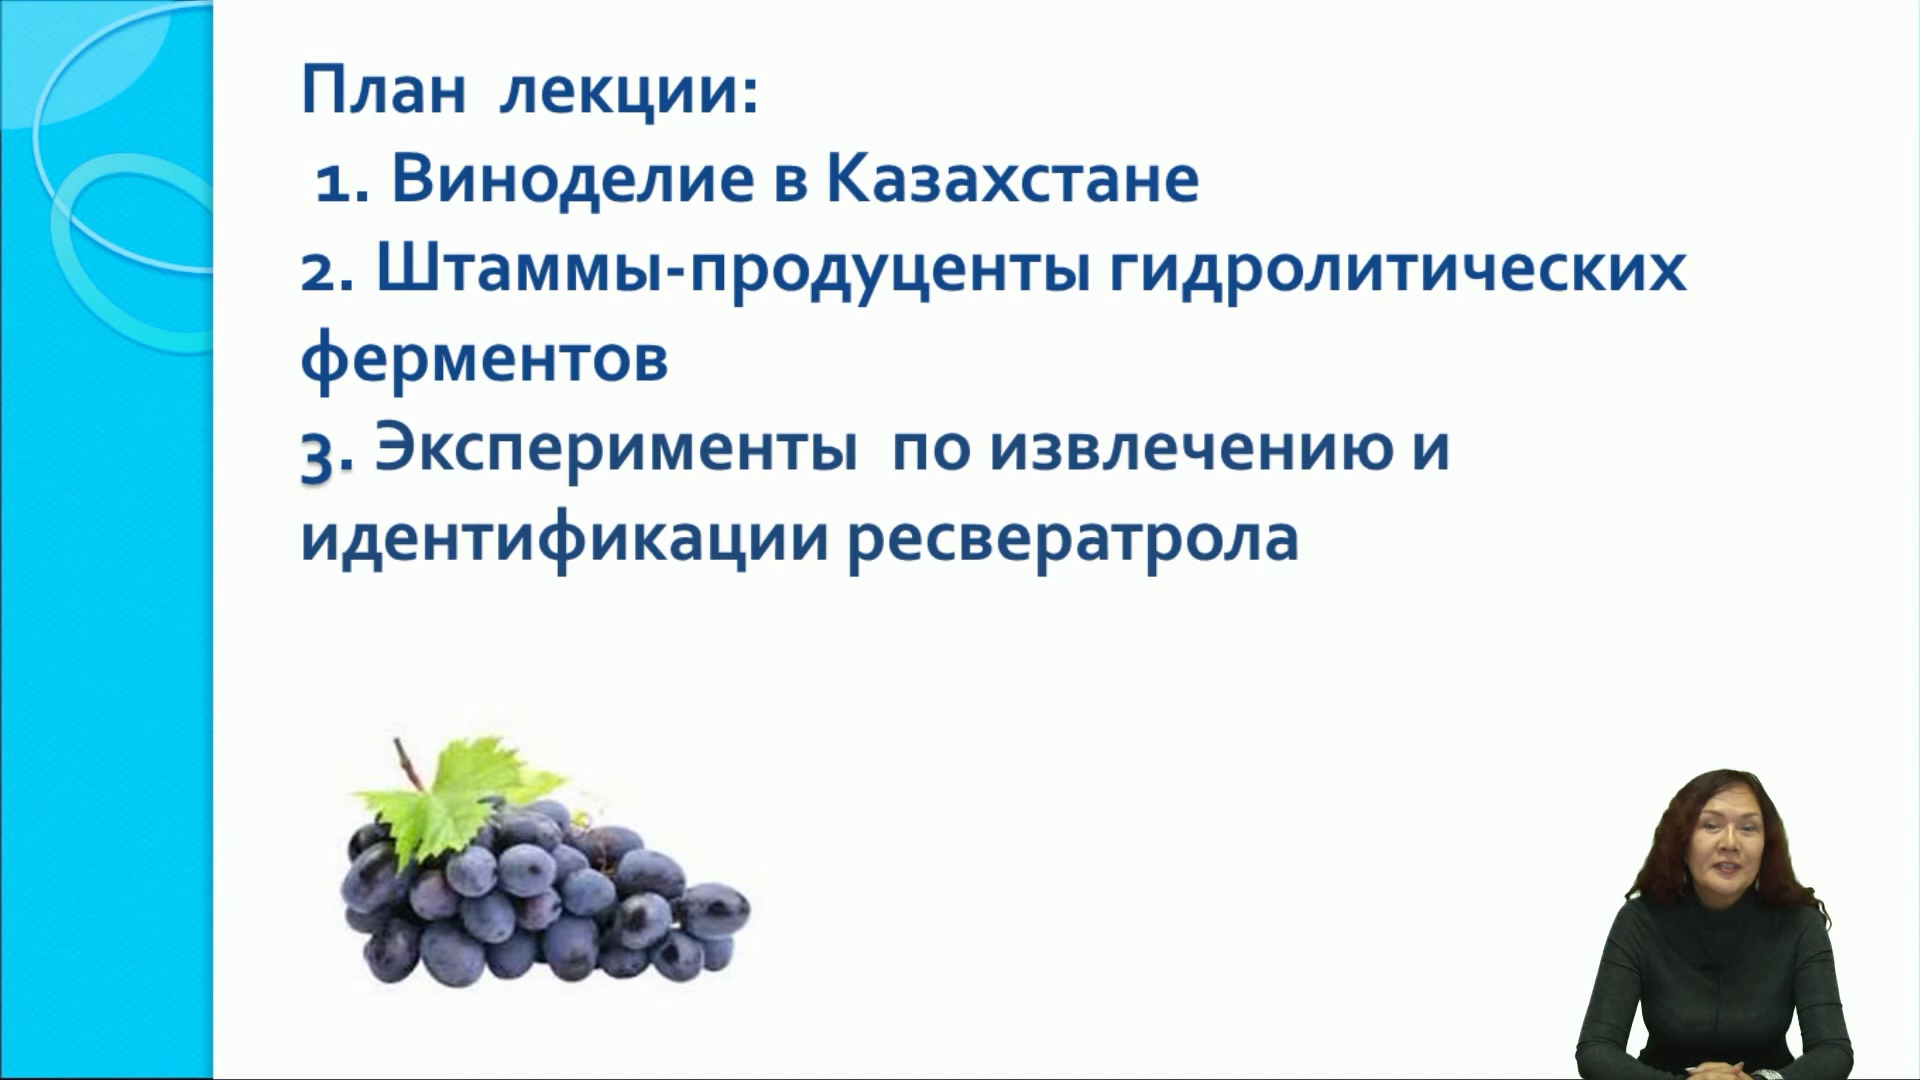 План лекции:
1. Виноделие в Казахстане
2. Штаммы-продуценты гидролитических
ферментов
3. Эксперименты по извлечению и
идентификации ресвератрола